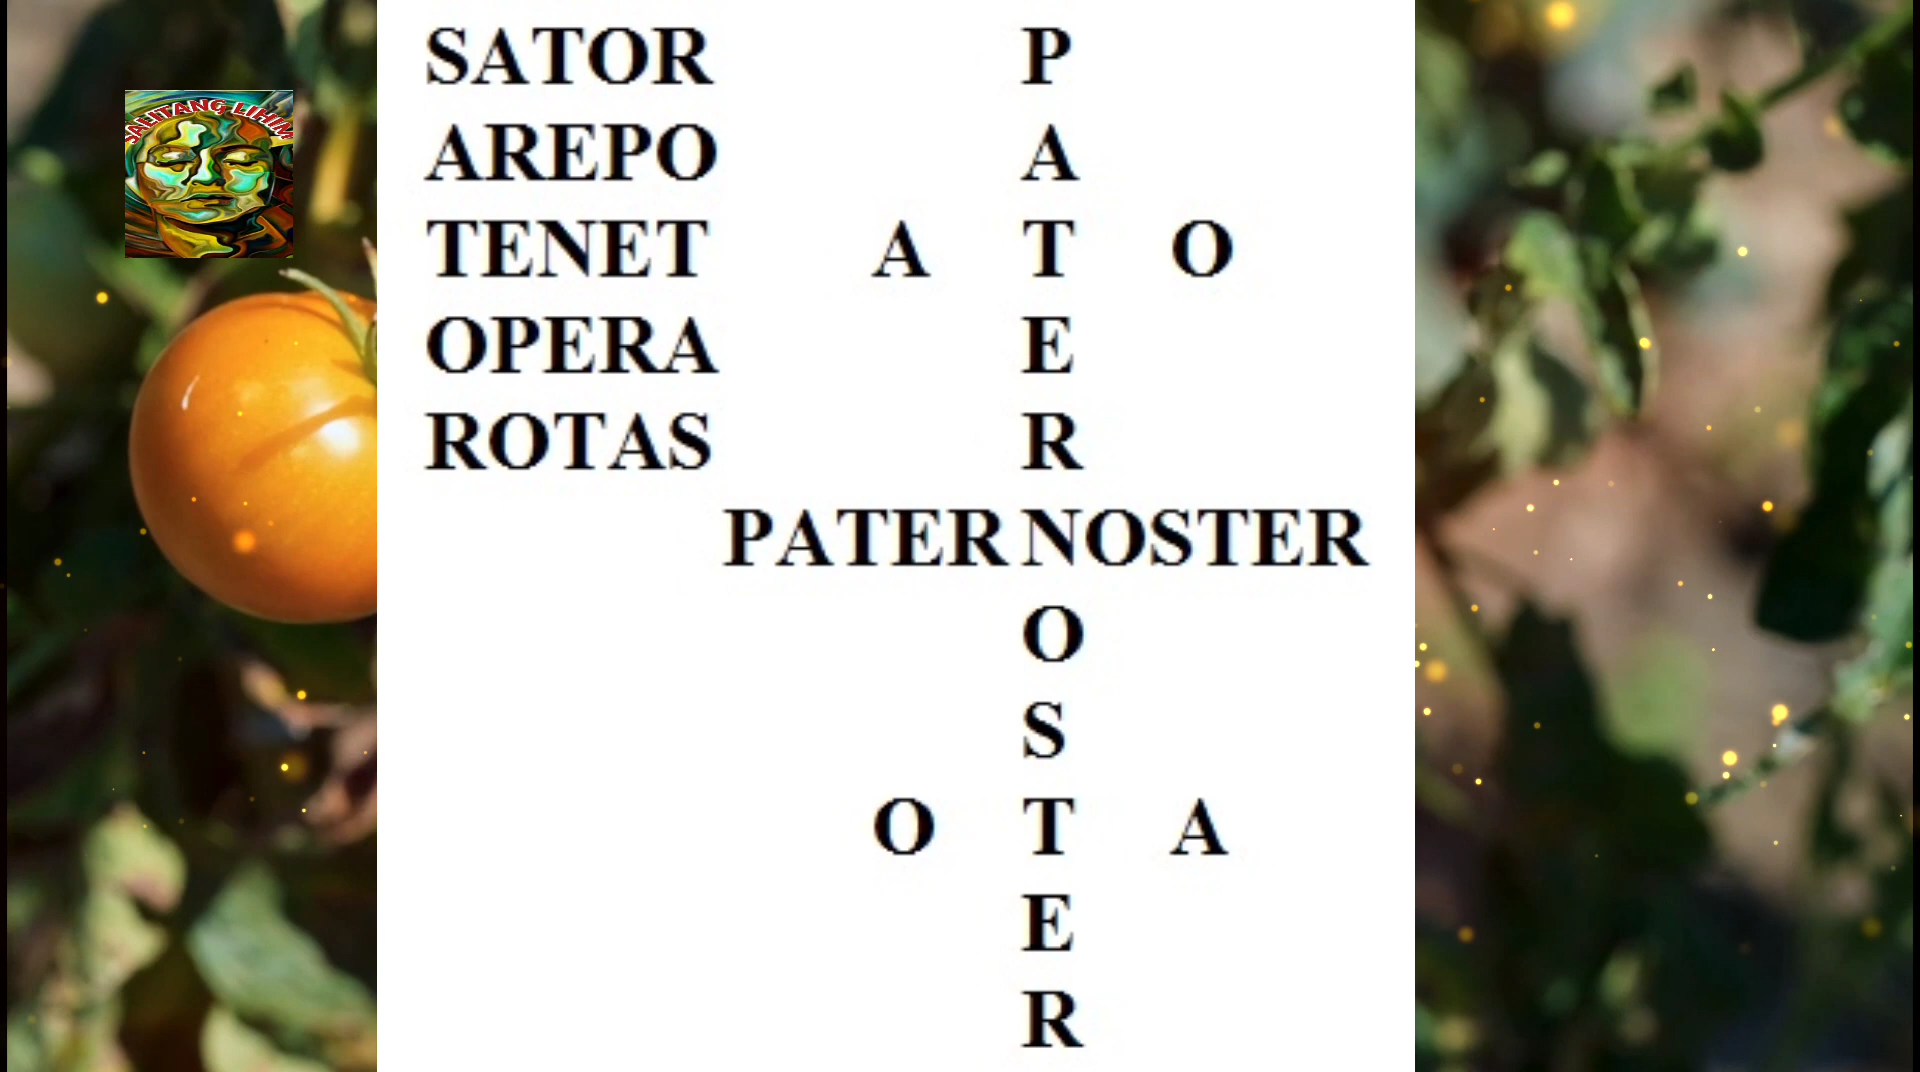 SALITANG LIHIM
SATOR P
AREPO A
TENET A T O
OPERA E
ROTAS R
PATERNOSTER
O
S
O T A
E
R